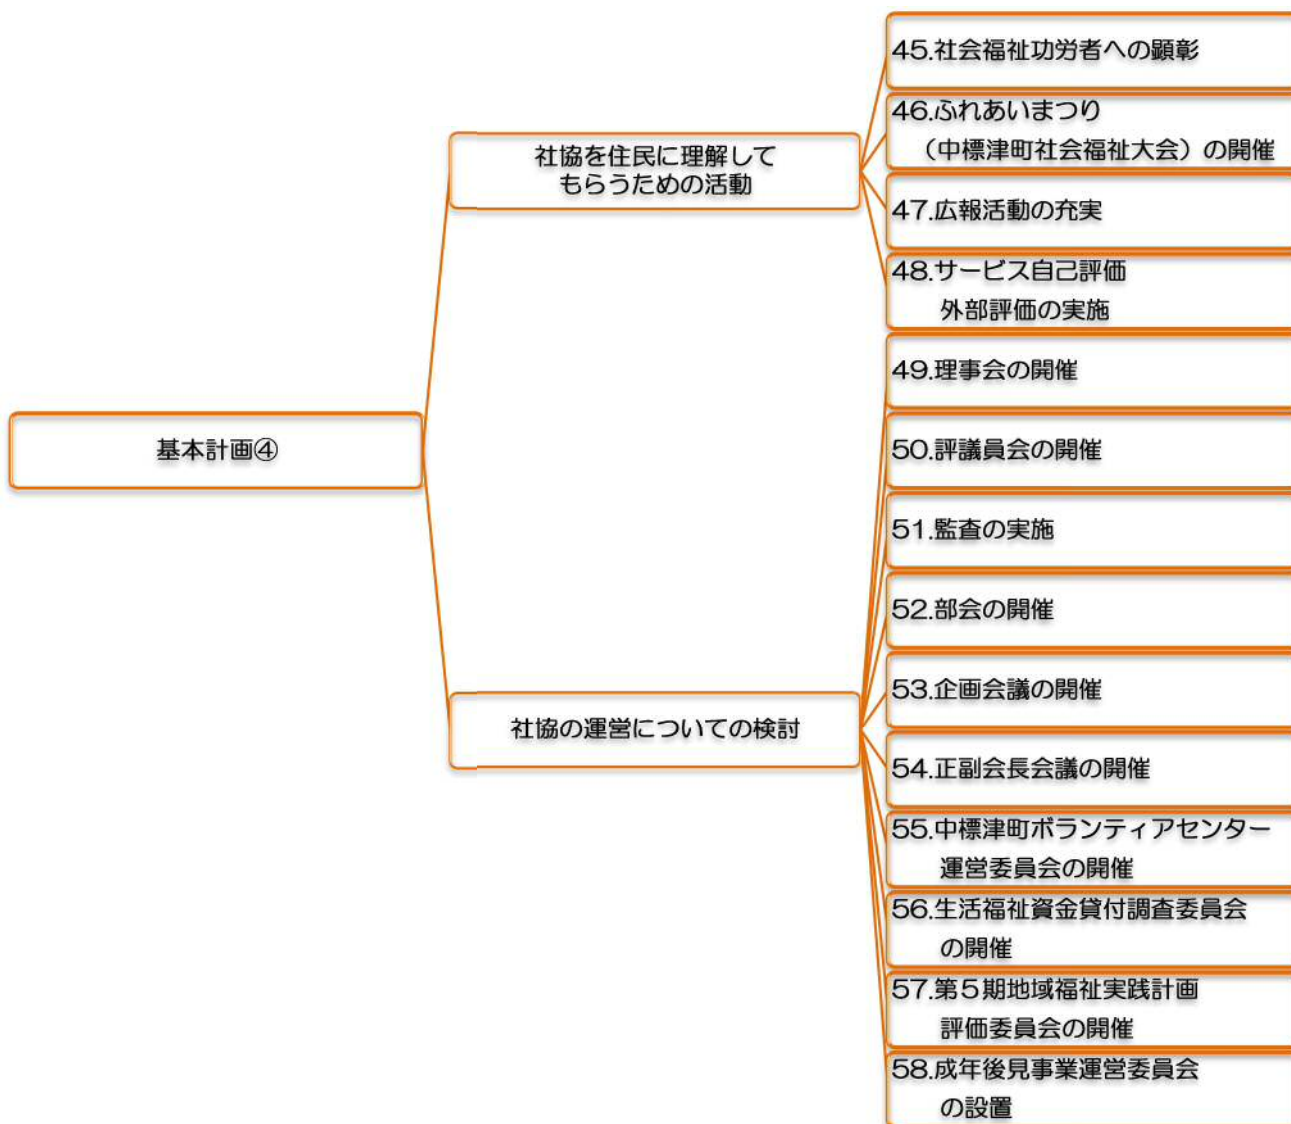 基本計画④
社協を住民に理解して
もらうための活動
45.社会福祉功労者への顕彰
46.ふれあいまつり
（中標津町社会福祉大会）の開催
47.広報活動の充実
48.サービス自己評価
外部評価の実施
社協の運営についての検討
49.理事会の開催
50.評議員会の開催
51.監査の実施
52.部会の開催
53.企画会議の開催
54.正副会長会議の開催
55.中標津町ボランティアセンター
運営委員会の開催
56.生活福祉資金貸付調査委員会
の開催
57.第5期地域福祉実践計画
評価委員会の開催
58.成年後見事業運営委員会
の設置